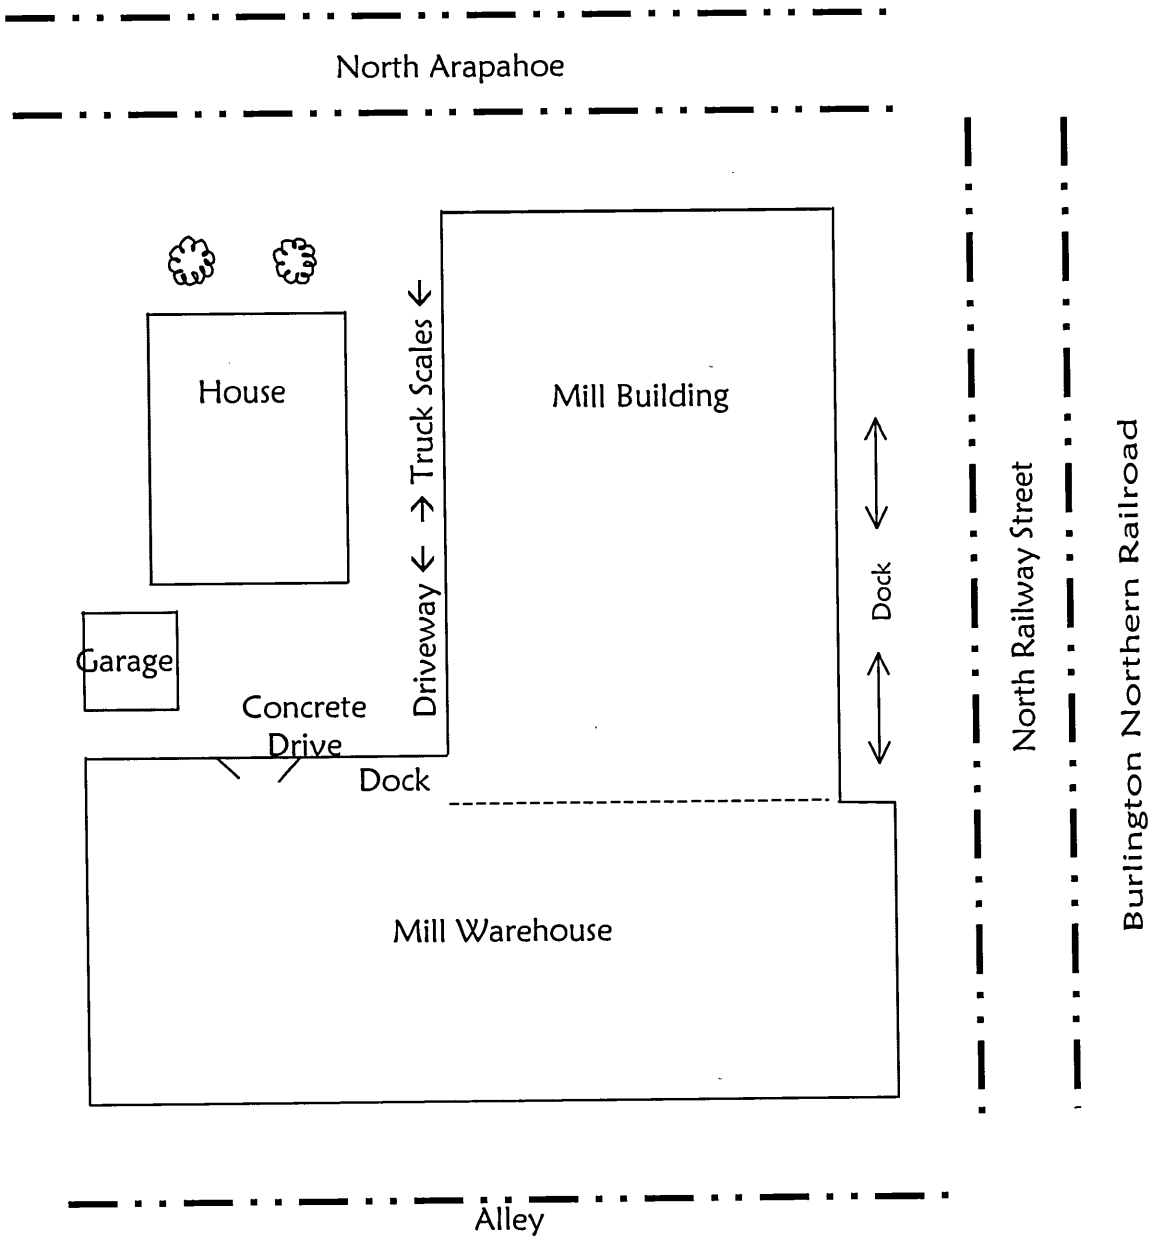 North Arapahoe
House
Truck Scales
Mill Building
Driveway
Dock
North Railway Street
Burlington Northern Railroad
Garage
Concrete
Drive
Dock
Mill Warehouse
Alley